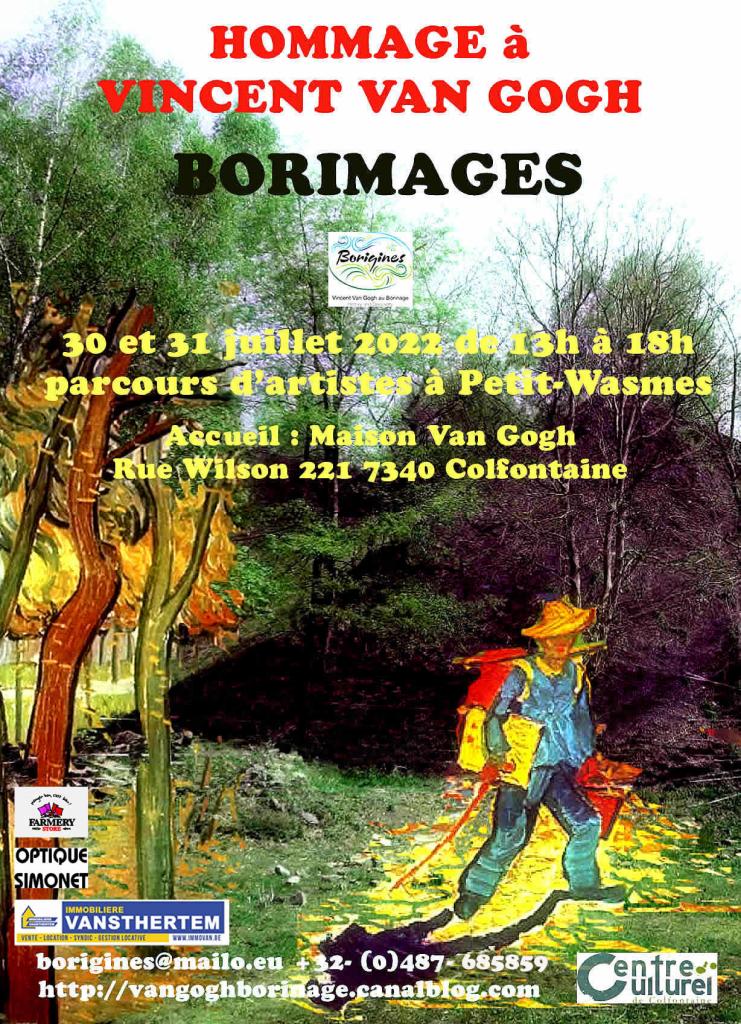 HOMMAGE à
VINCENT VAN GOGH
BORIMAGES
Borigines
Vincent Van Gogh au Borinage
30 et 31 juillet 2022 de 13h à 18h
parcours d'artistes à Petit-Wasmes
Accueil : Maison Van Gogh
Rue Wilson 221 7340 Colfontaine
FARMERY
STORE
OPTIQUE
SIMONET
IMMOBILIERE
VANSTHERTEM
VENTE - LOCATION - SYNDIC - GESTION LOCATIVE WWW.IMMOVAN.BE
borigines@mailo.eu +32- (0)487- 685859
http://vangoghborinage.canalblog.com
Centre
Culturel
de Colfontaine